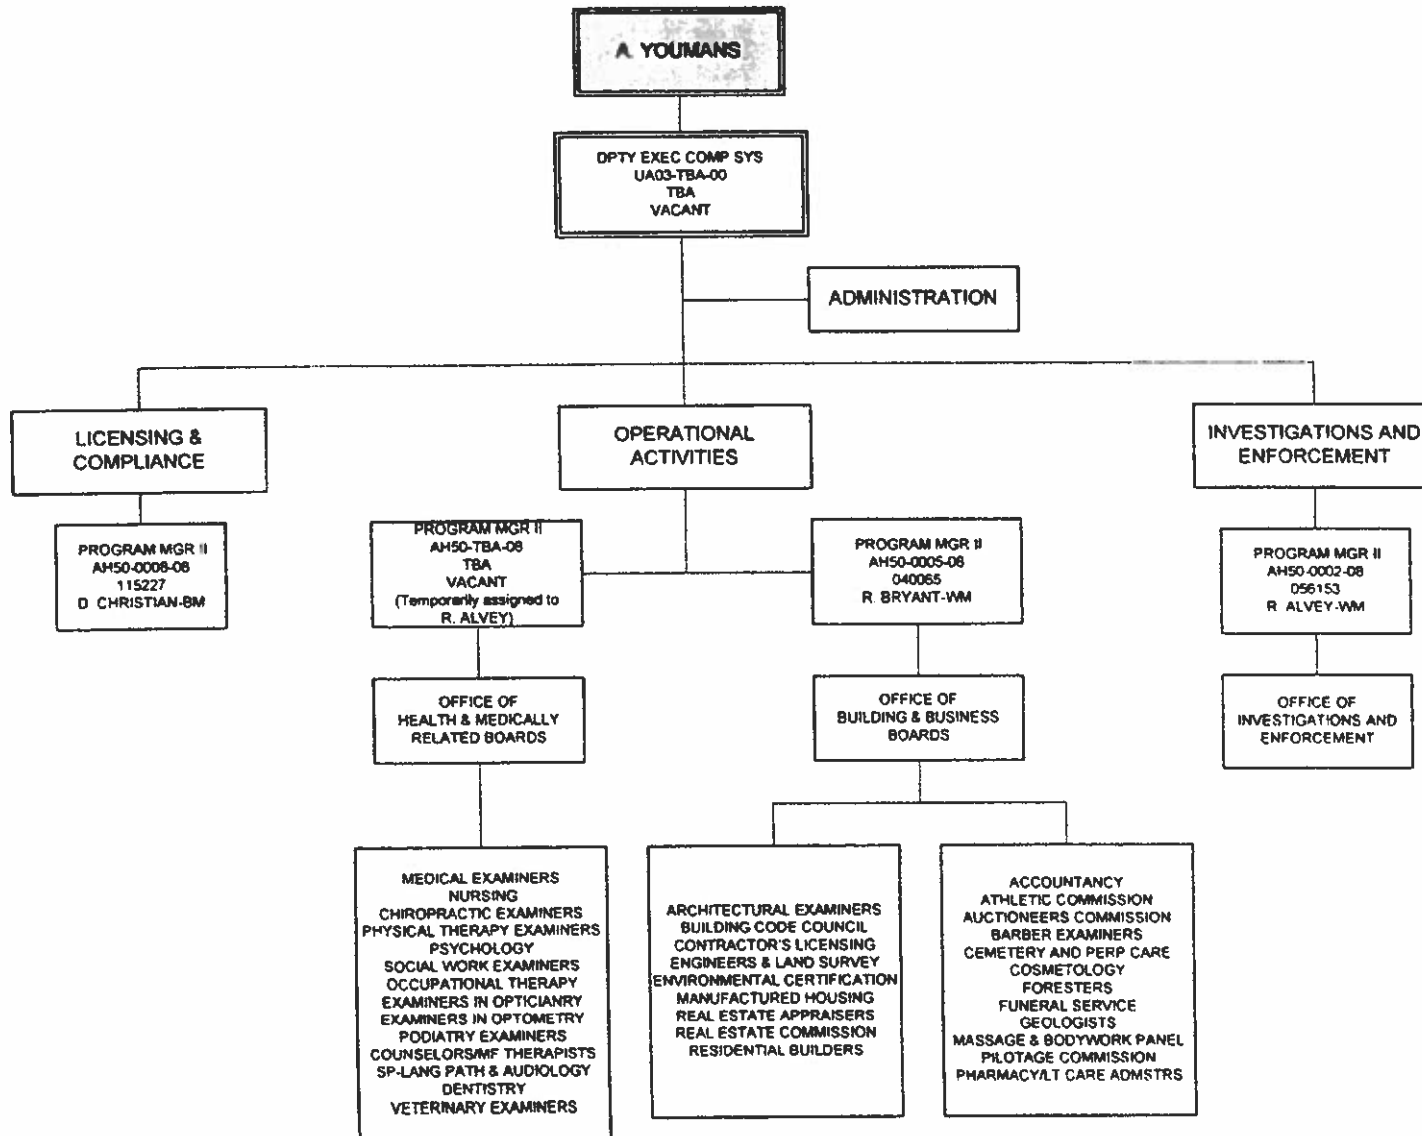 A. YOUMANS
DPTY EXEC COMP SYS
UA03-TBA-00
TBA
VACANT
ADMINISTRATION
LICENSING &
COMPLIANCE
OPERATIONAL
ACTIVITIES
INVESTIGATIONS AND
ENFORCEMENT
PROGRAM MGR II
AH50-0008-08
115227
D. CHRISTIAN-BM
PROGRAM MGR II
AH50-TBA-08
TBA
VACANT
(Temporarily assigned to
R. ALVEY)
PROGRAM MGR II
AH50-0005-08
040065
R. BRYANT-WM
PROGRAM MGR II
AH50-0002-08
056153
R. ALVEY-WM
OFFICE OF
HEALTH & MEDICALLY
RELATED BOARDS
OFFICE OF
BUILDING & BUSINESS
BOARDS
OFFICE OF
INVESTIGATIONS AND
ENFORCEMENT
MEDICAL EXAMINERS
NURSING
CHIROPRACTIC EXAMINERS
PHYSICAL THERAPY EXAMINERS
PSYCHOLOGY
SOCIAL WORK EXAMINERS
OCCUPATIONAL THERAPY
EXAMINERS IN OPTICIANRY
EXAMINERS IN OPTOMETRY
PODIATRY EXAMINERS
COUNSELORS/MF THERAPISTS
SP-LANG PATH & AUDIOLOGY
DENTISTRY
VETERINARY EXAMINERS
ARCHITECTURAL EXAMINERS
BUILDING CODE COUNCIL
CONTRACTOR'S LICENSING
ENGINEERS & LAND SURVEY
ENVIRONMENTAL CERTIFICATION
MANUFACTURED HOUSING
REAL ESTATE APPRAISERS
REAL ESTATE COMMISSION
RESIDENTIAL BUILDERS
ACCOUNTANCY
ATHLETIC COMMISSION
AUCTIONEERS COMMISSION
BARBER EXAMINERS
CEMETERY AND PERP CARE
COSMETOLOGY
FORESTERS
FUNERAL SERVICE
GEOLOGISTS
MASSAGE & BODYWORK PANEL
PILOTAGE COMMISSION
PHARMACY/LT CARE ADMSTRS